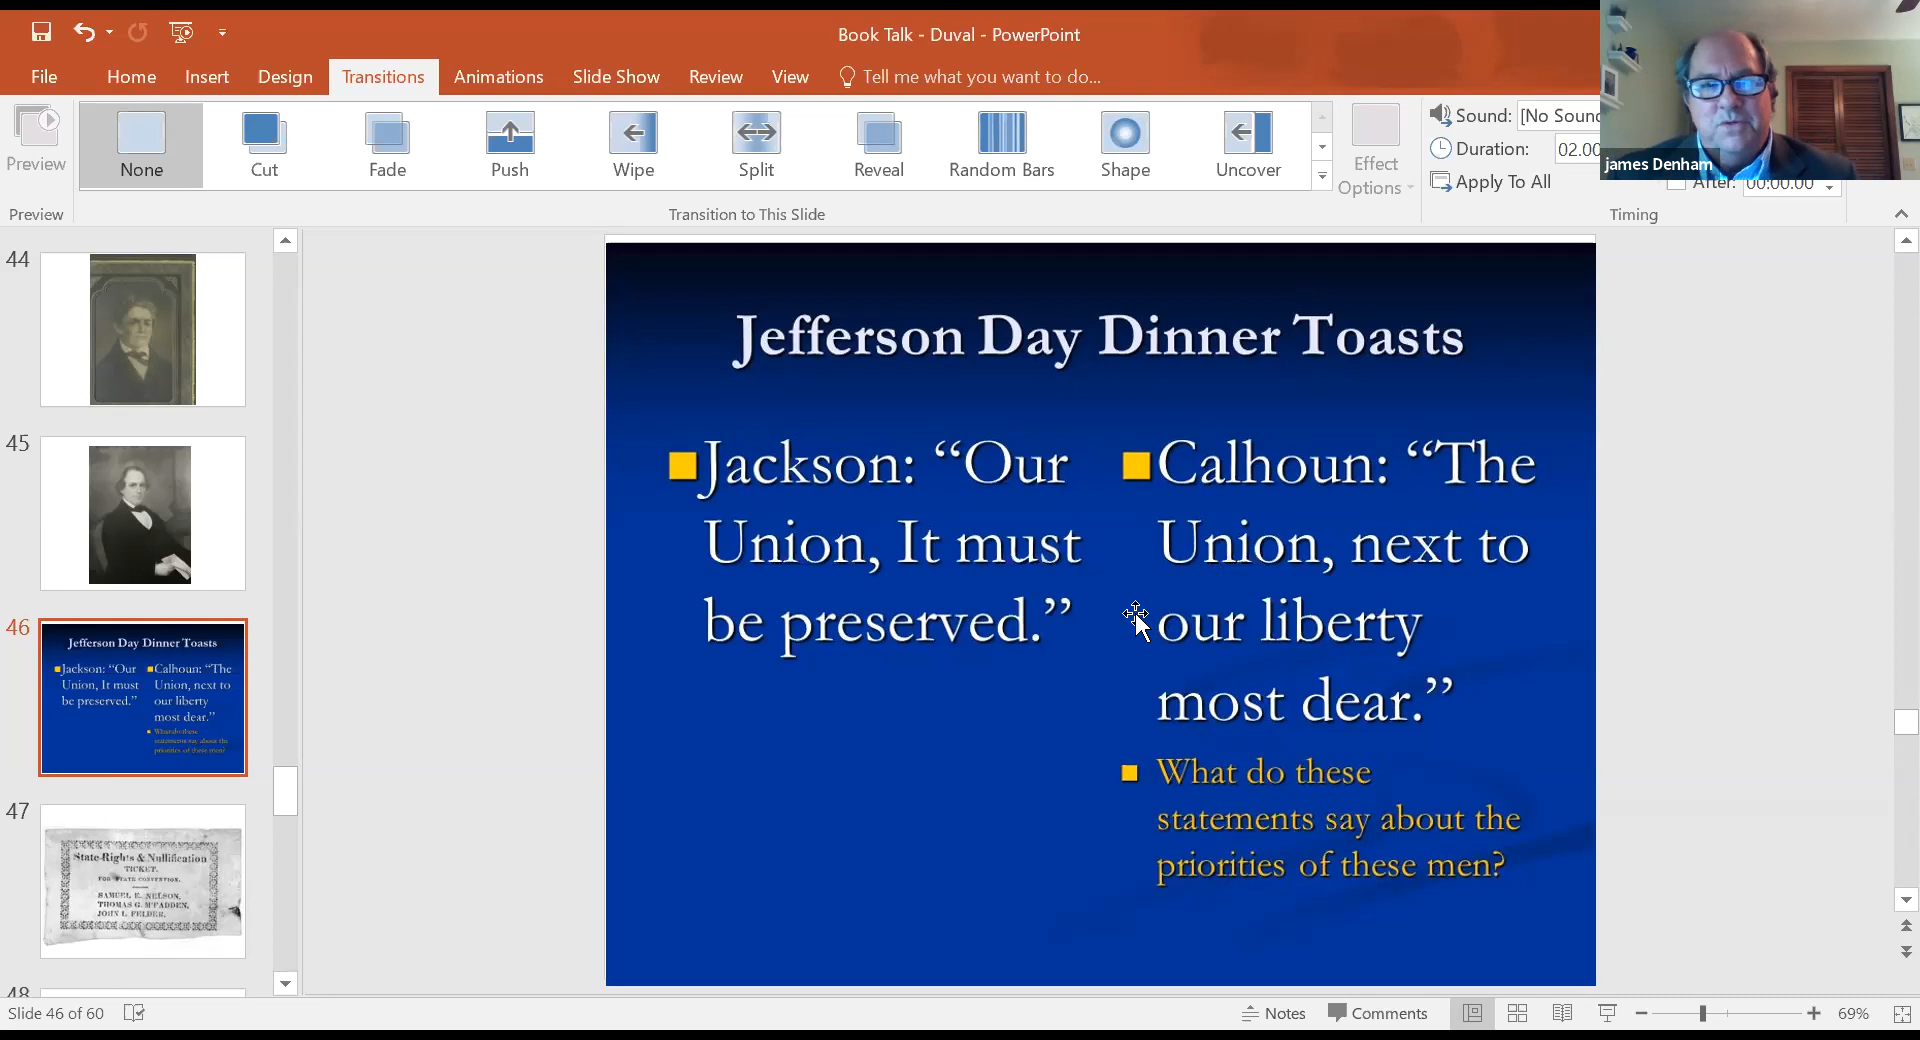 Book Talk - Duval - PowerPoint
File Home Insert Design Transitions Animations Slide Show Review View Tell me what you want to do...
Preview
None Cut Fade Push Wipe Split Reveal Random Bars Shape Uncover
Effect Options
Sound: [No Soun
Duration: 02.00
Apply To All
After: 00:00.00
james Denham
Preview Transition to This Slide Timing
44
45
46
Jefferson Day Dinner Toasts
Jackson: “Our
Union, It must
be preserved.”
Calhoun: “The
Union, next to
our liberty
most dear.”
What do these
statements say about the
priorities of these men?
47
State-Rights & Nullification
TICKET.
FOR STATE CONVENTION.
SAMUEL E. NELSON,
THOMAS G. M'FADDEN,
JOHN L. FELDER.
48
Jefferson Day Dinner Toasts
Jackson: “Our
Union, It must
be preserved.”
Calhoun: “The
Union, next to
our liberty
most dear.”
What do these
statements say about the
priorities of these men?
Slide 46 of 60
Notes Comments 69%